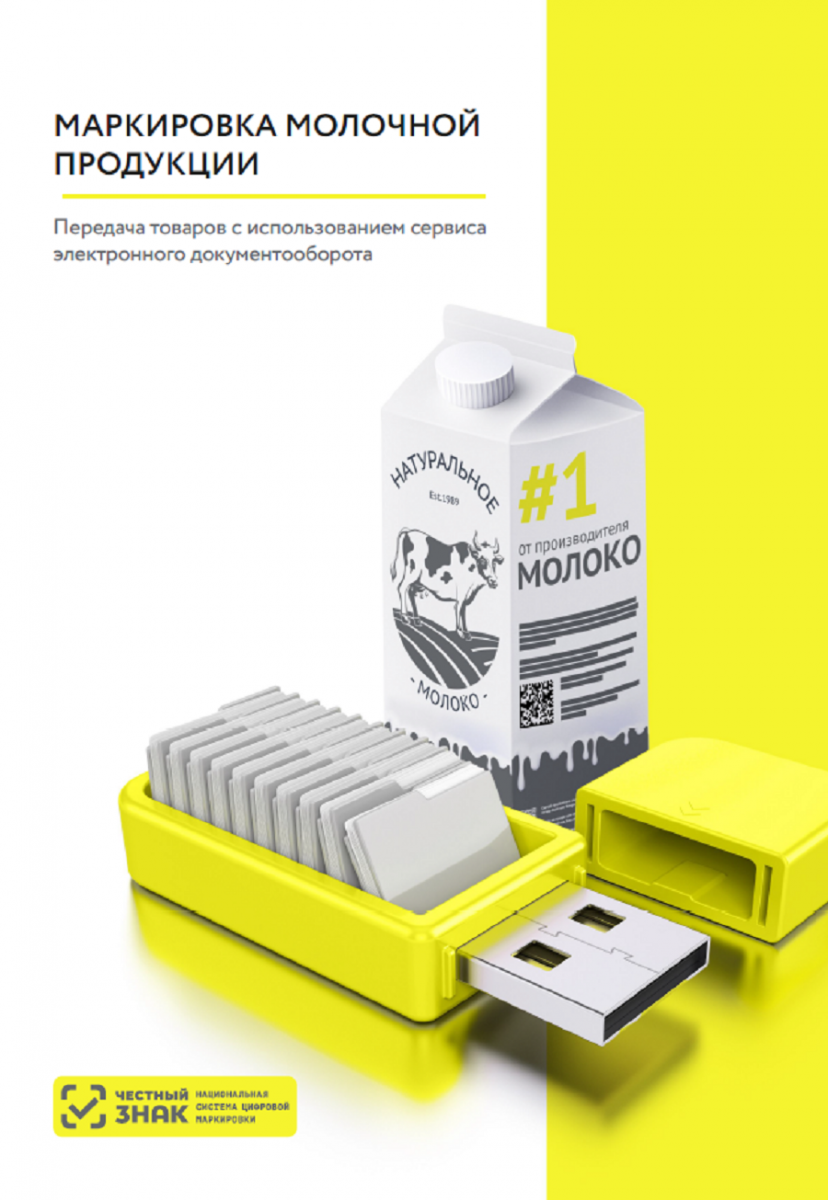 МАРКИРОВКА МОЛОЧНОЙ
ПРОДУКЦИИ
Передача товаров с использованием сервиса
электронного документооборота
НАТУРАЛЬНОЕ
Est.1989
- МОЛОКО -
#1
от производителя
МОЛОКО
ЧЕСТНЫЙ
ЗНАК
НАЦИОНАЛЬНАЯ
СИСТЕМА ЦИФРОВОЙ
МАРКИРОВКИ